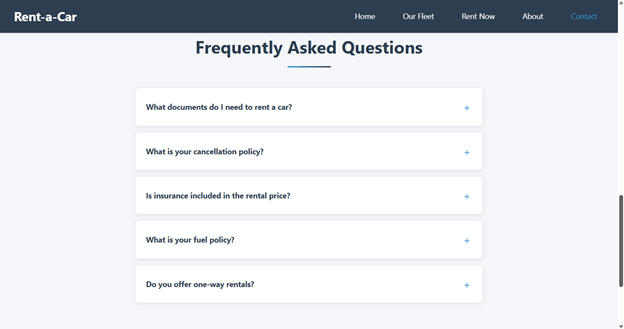 Rent-a-Car
Home Our Fleet Rent Now About Contact
Frequently Asked Questions
What documents do I need to rent a car? +
What is your cancellation policy? +
Is insurance included in the rental price? +
What is your fuel policy? +
Do you offer one-way rentals? +